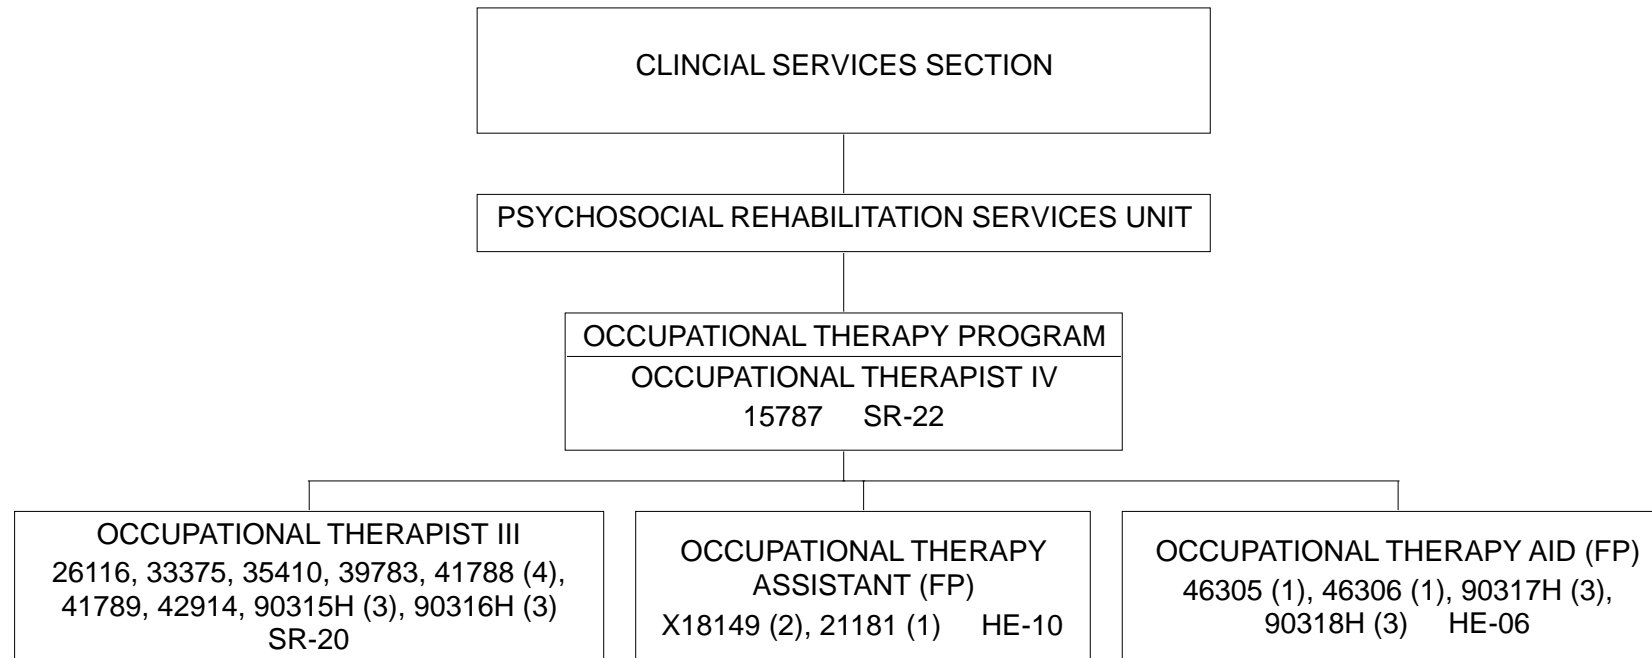 CLINCIAL SERVICES SECTION
PSYCHOSOCIAL REHABILITATION SERVICES UNIT
OCCUPATIONAL THERAPY PROGRAM
OCCUPATIONAL THERAPIST IV
15787 SR-22
OCCUPATIONAL THERAPIST III
26116, 33375, 35410, 39783, 41788 (4),
41789, 42914, 90315H (3), 90316H (3)
SR-20
OCCUPATIONAL THERAPY
ASSISTANT (FP)
X18149 (2), 21181 (1) HE-10
OCCUPATIONAL THERAPY AID (FP)
46305 (1), 46306 (1), 90317H (3),
90318H (3) HE-06